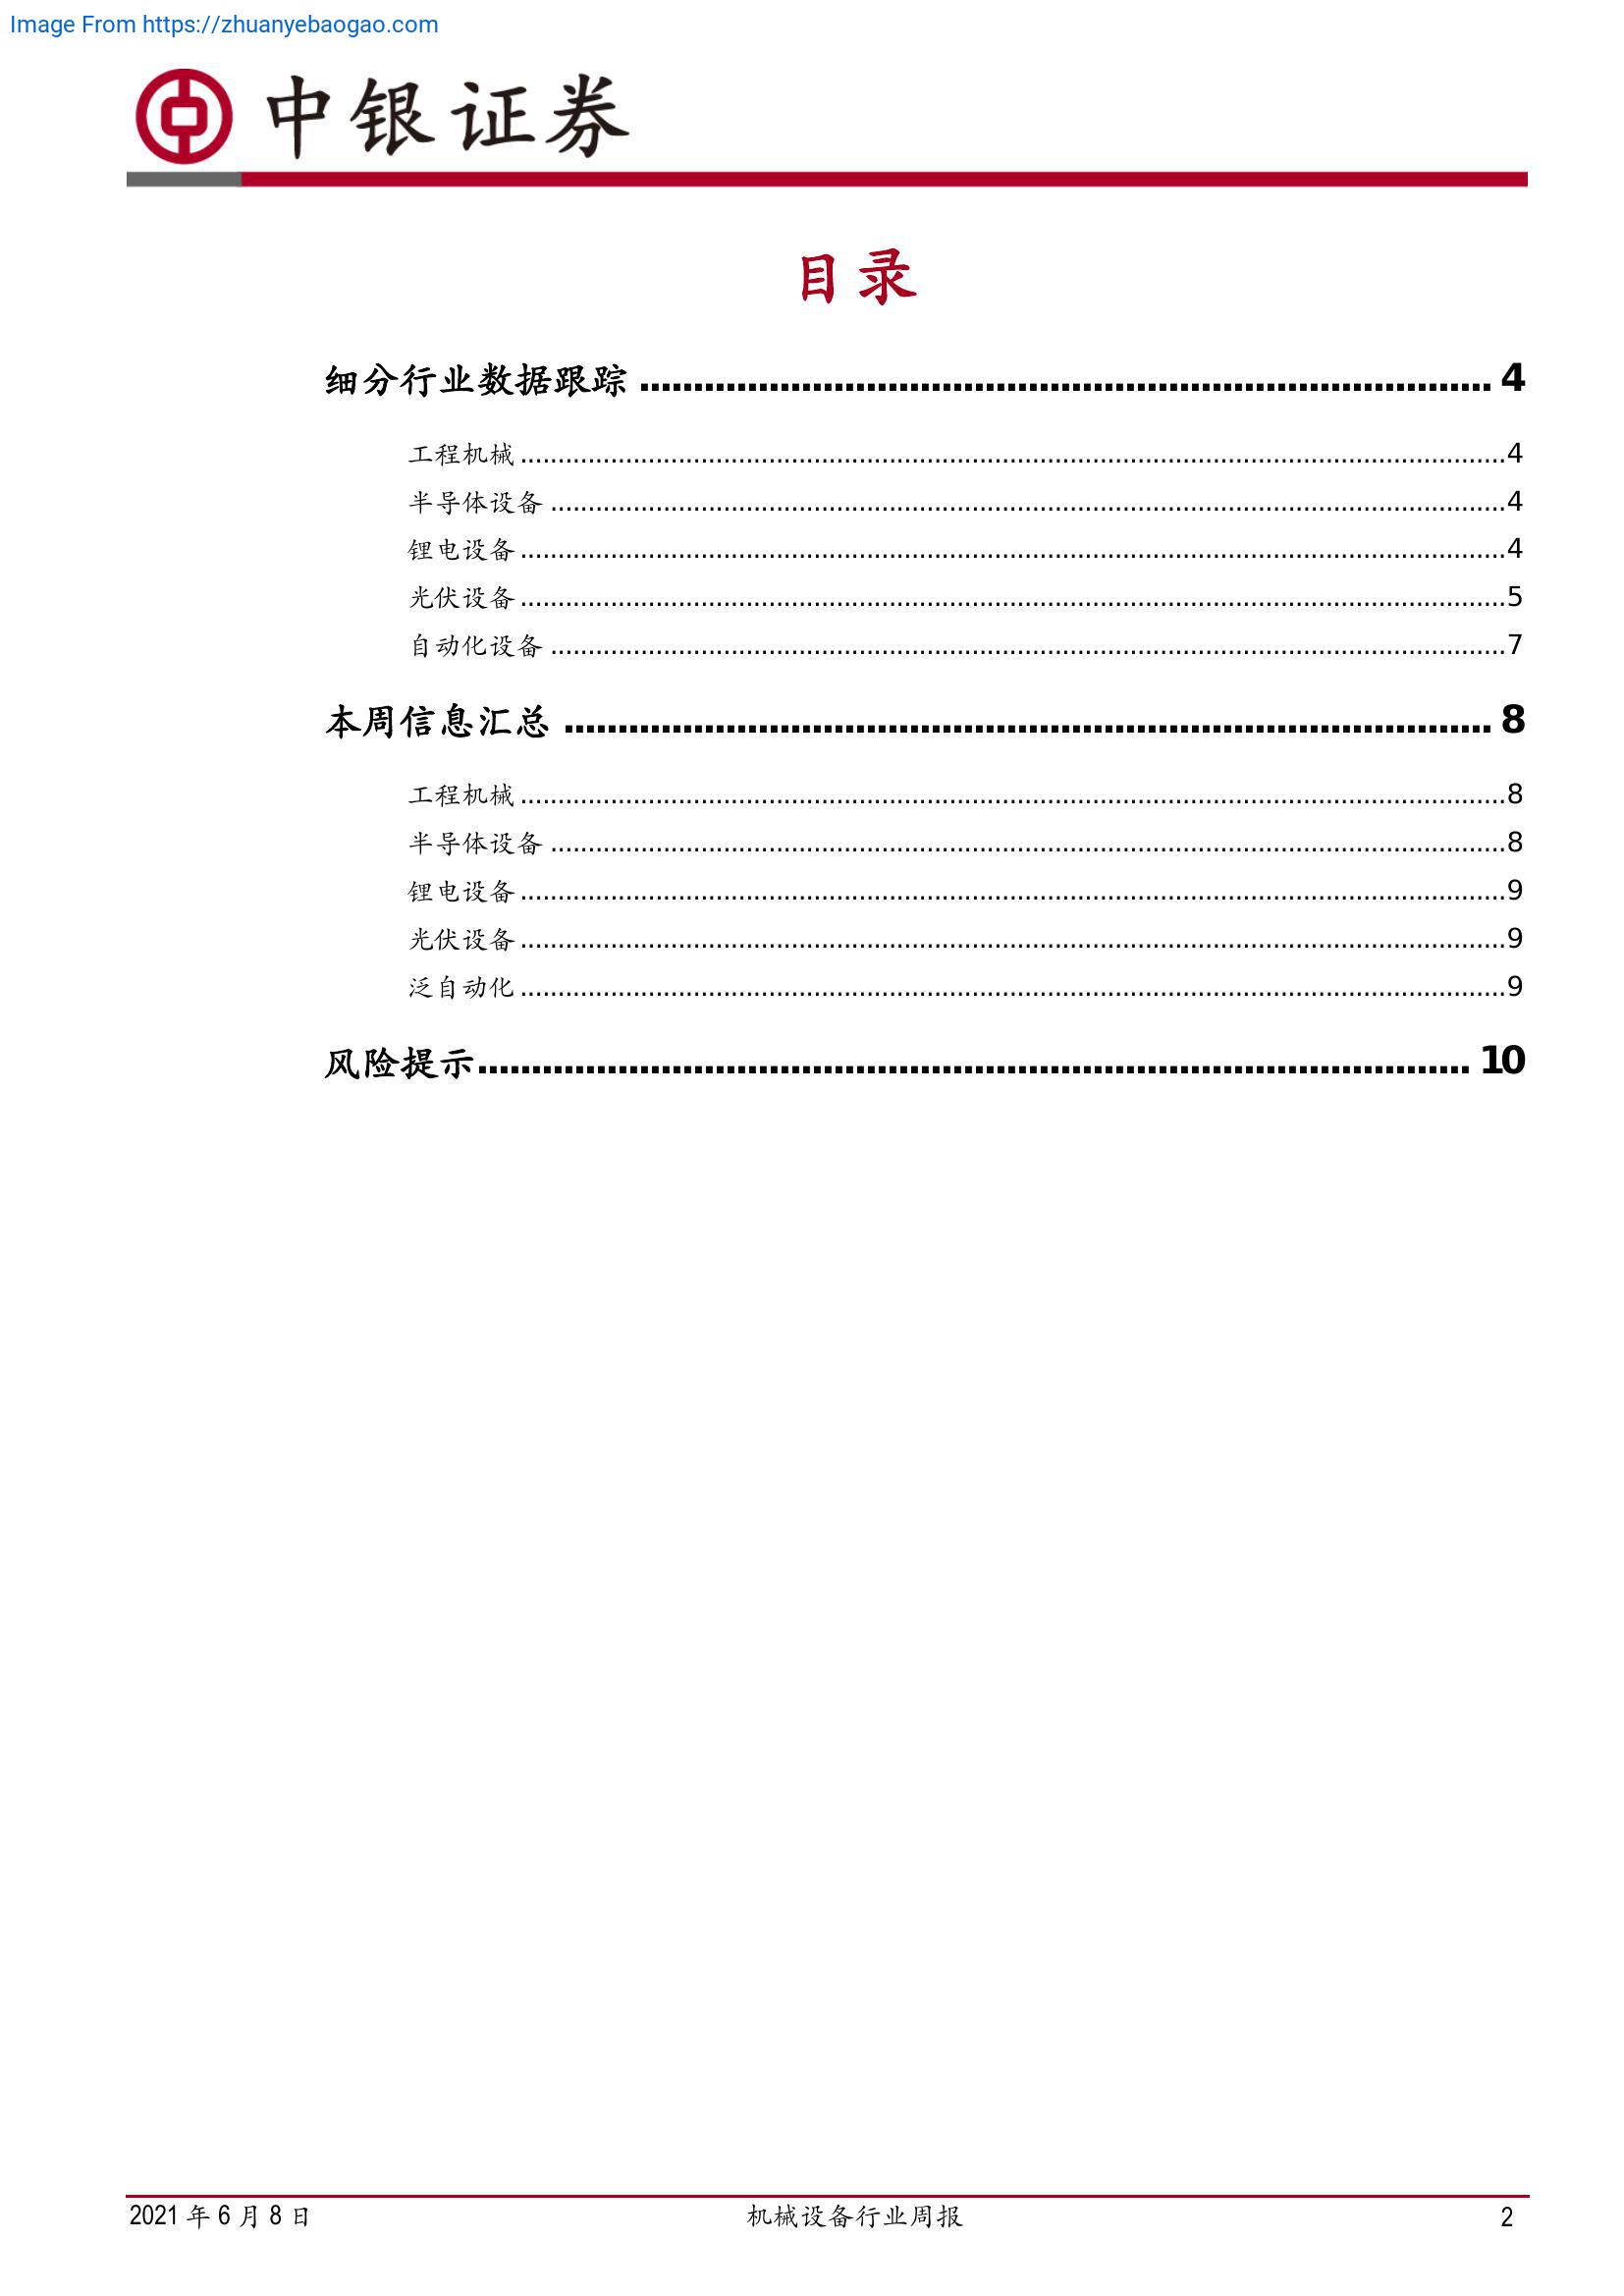 Image From https://zhuanyebaogao.com
中银证券
目录
细分行业数据跟踪 ........................................ 4
工程机械 ........................................ 4
半导体设备 ........................................ 4
锂电设备 ........................................ 4
光伏设备 ........................................ 5
自动化设备 ........................................ 7
本周信息汇总 ........................................ 8
工程机械 ........................................ 8
半导体设备 ........................................ 8
锂电设备 ........................................ 9
光伏设备 ........................................ 9
泛自动化 ........................................ 9
风险提示 ........................................ 10
2021 年 6 月 8 日 机械设备行业周报 2